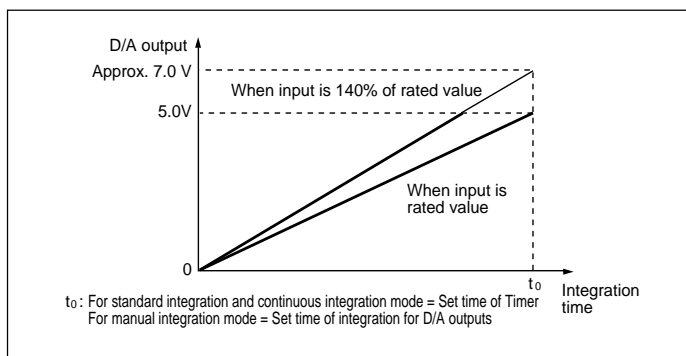 D/A output
Approx. 7.0 V
When input is 140% of rated value
5.0V
When input is
rated value
0
t0
Integration
time
t0 : For standard integration and continuous integration mode = Set time of Timer
For manual integration mode = Set time of integration for D/A outputs